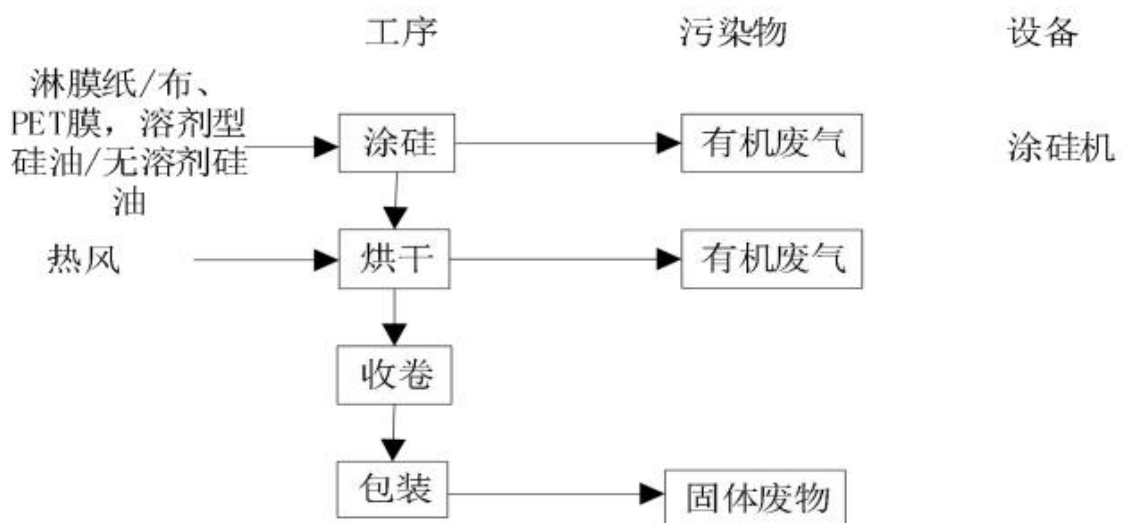 工序
污染物
设备
淋膜纸/布、
PET膜，溶剂型
硅油/无溶剂硅
油
涂硅
有机废气
涂硅机
热风
烘干
有机废气
收卷
包装
固体废物